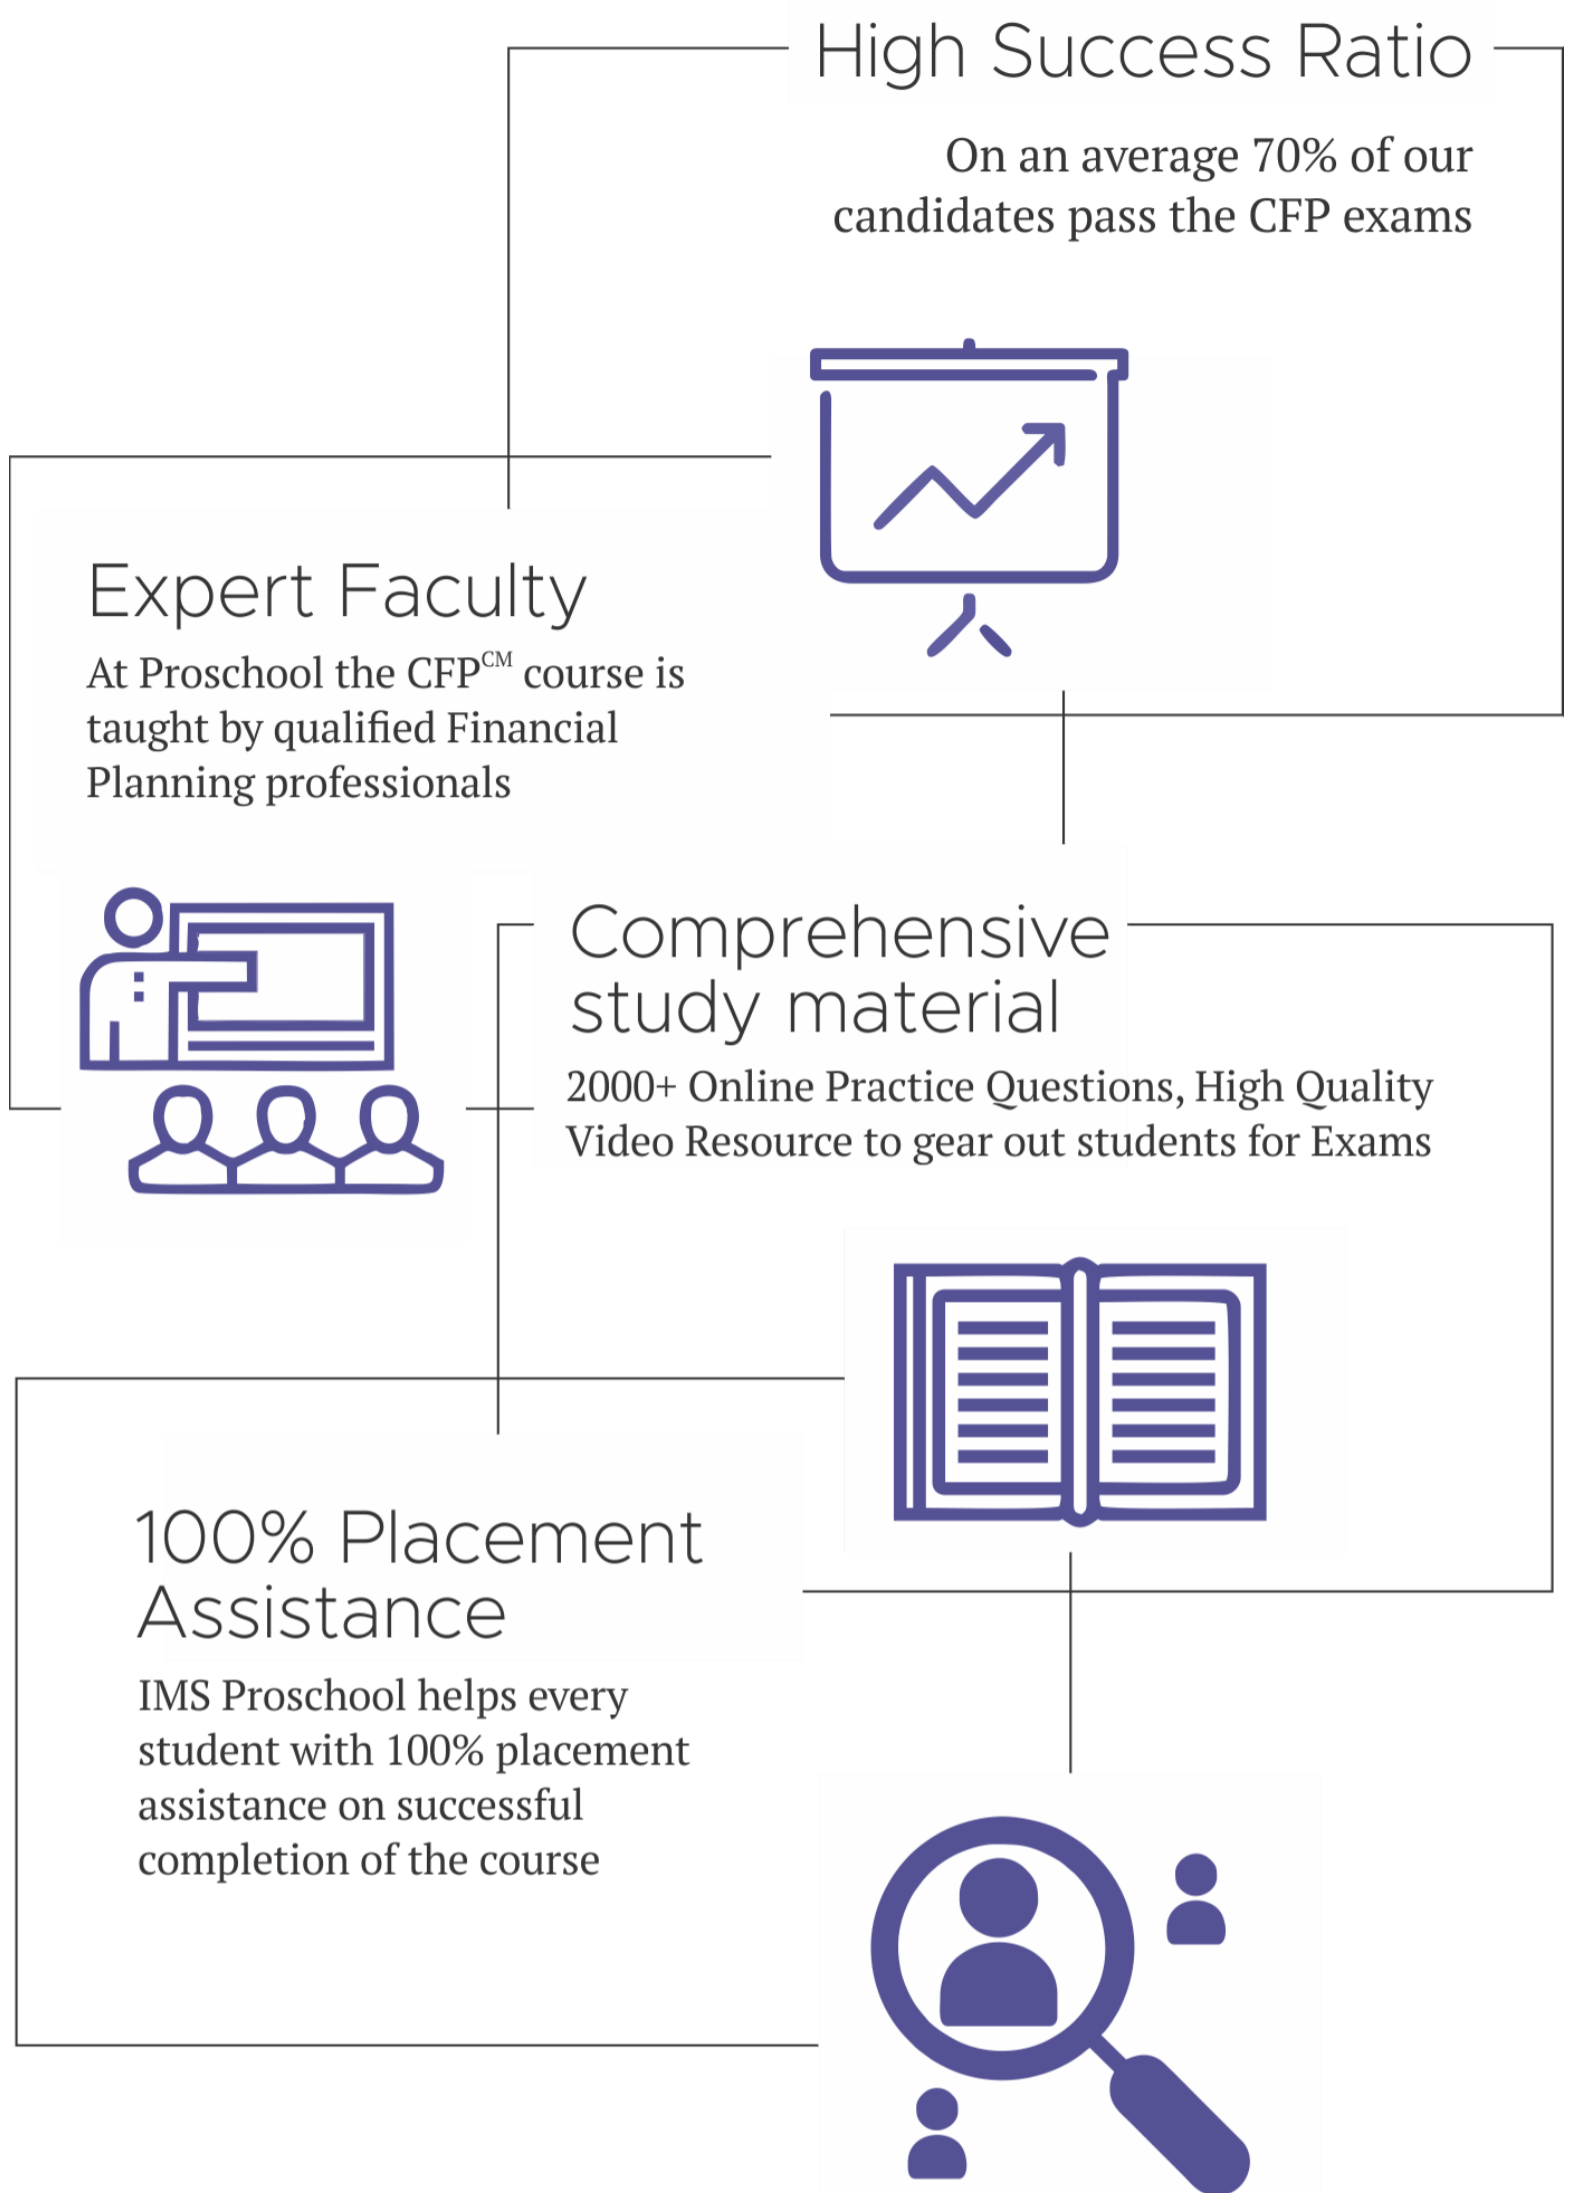 High Success Ratio
On an average 70% of our
candidates pass the CFP exams
Expert Faculty
At Proschool the CFP^CM course is
taught by qualified Financial
Planning professionals
Comprehensive
study material
2000+ Online Practice Questions, High Quality
Video Resource to gear out students for Exams
100% Placement
Assistance
IMS Proschool helps every
student with 100% placement
assistance on successful
completion of the course